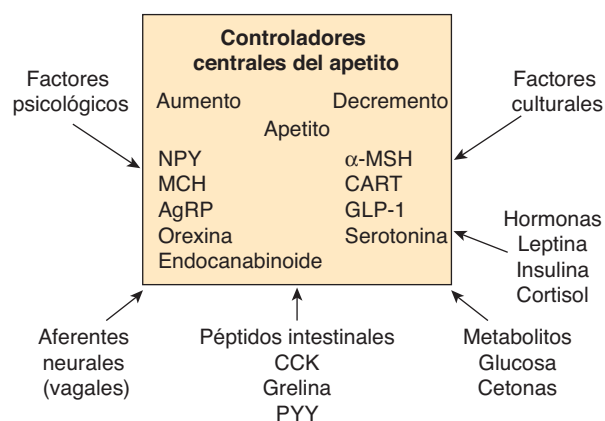 Controladores
centrales del apetito
Factores
psicológicos
Aumento Decremento
Apetito
Factores
culturales
NPY α-MSH
MCH CART
AgRP GLP-1
Orexina Serotonina
Endocanabinoide
Hormonas
Leptina
Insulina
Cortisol
Aferentes
neurales
(vagales)
Péptidos intestinales
CCK
Grelina
PYY
Metabolitos
Glucosa
Cetonas